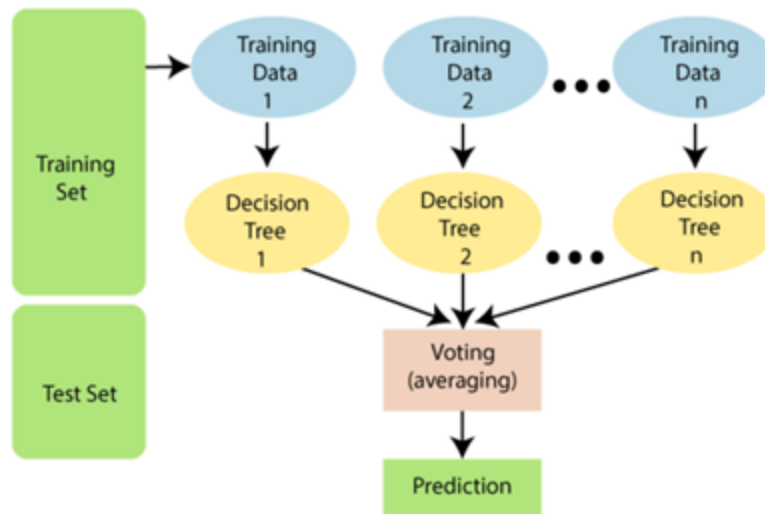 Training
Set
Test Set
Training
Data
1
Training
Data
2
Training
Data
n
Decision
Tree
1
Decision
Tree
2
Decision
Tree
n
Voting
(averaging)
Prediction